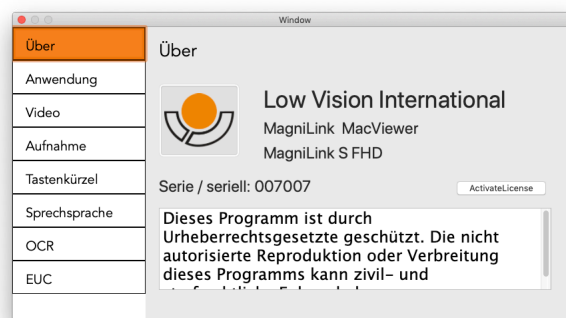 Window
Über
Anwendung
Video
Aufnahme
Tastenkürzel
Sprechsprache
OCR
EUC
Über
Low Vision International
MagniLink MacViewer
MagniLink S FHD
Serie / seriell: 007007
ActivateLicense
Dieses Programm ist durch
Urheberrechtsgesetzte geschützt. Die nicht
autorisierte Reproduktion oder Verbreitung
dieses Programms kann zivil- und